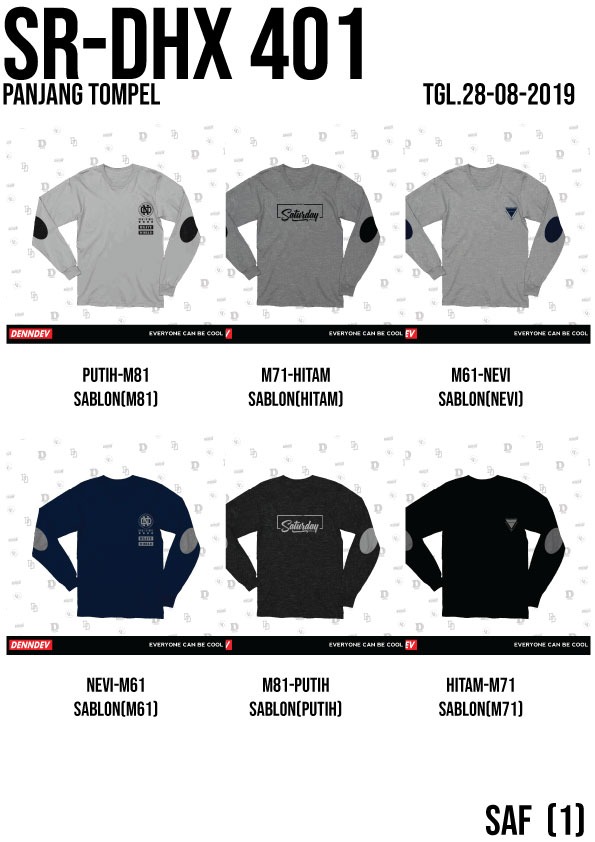 SR-DHX 401
PANJANG TOMPEL
TGL.28-08-2019
Saturday
DENNDEV
EVERYONE CAN BE COOL
EVERYONE CAN BE COOL
EV
EVERYONE CAN BE COOL
PUTIH-M81
SABLON(M81)
M71-HITAM
SABLON(HITAM)
M61-NEVI
SABLON(NEVI)
Saturday
DENNDEV
EVERYONE CAN BE COOL
EVERYONE CAN BE COOL
EV
EVERYONE CAN BE COOL
NEVI-M61
SABLON(M61)
M81-PUTIH
SABLON(PUTIH)
HITAM-M71
SABLON(M71)
SAF (1)